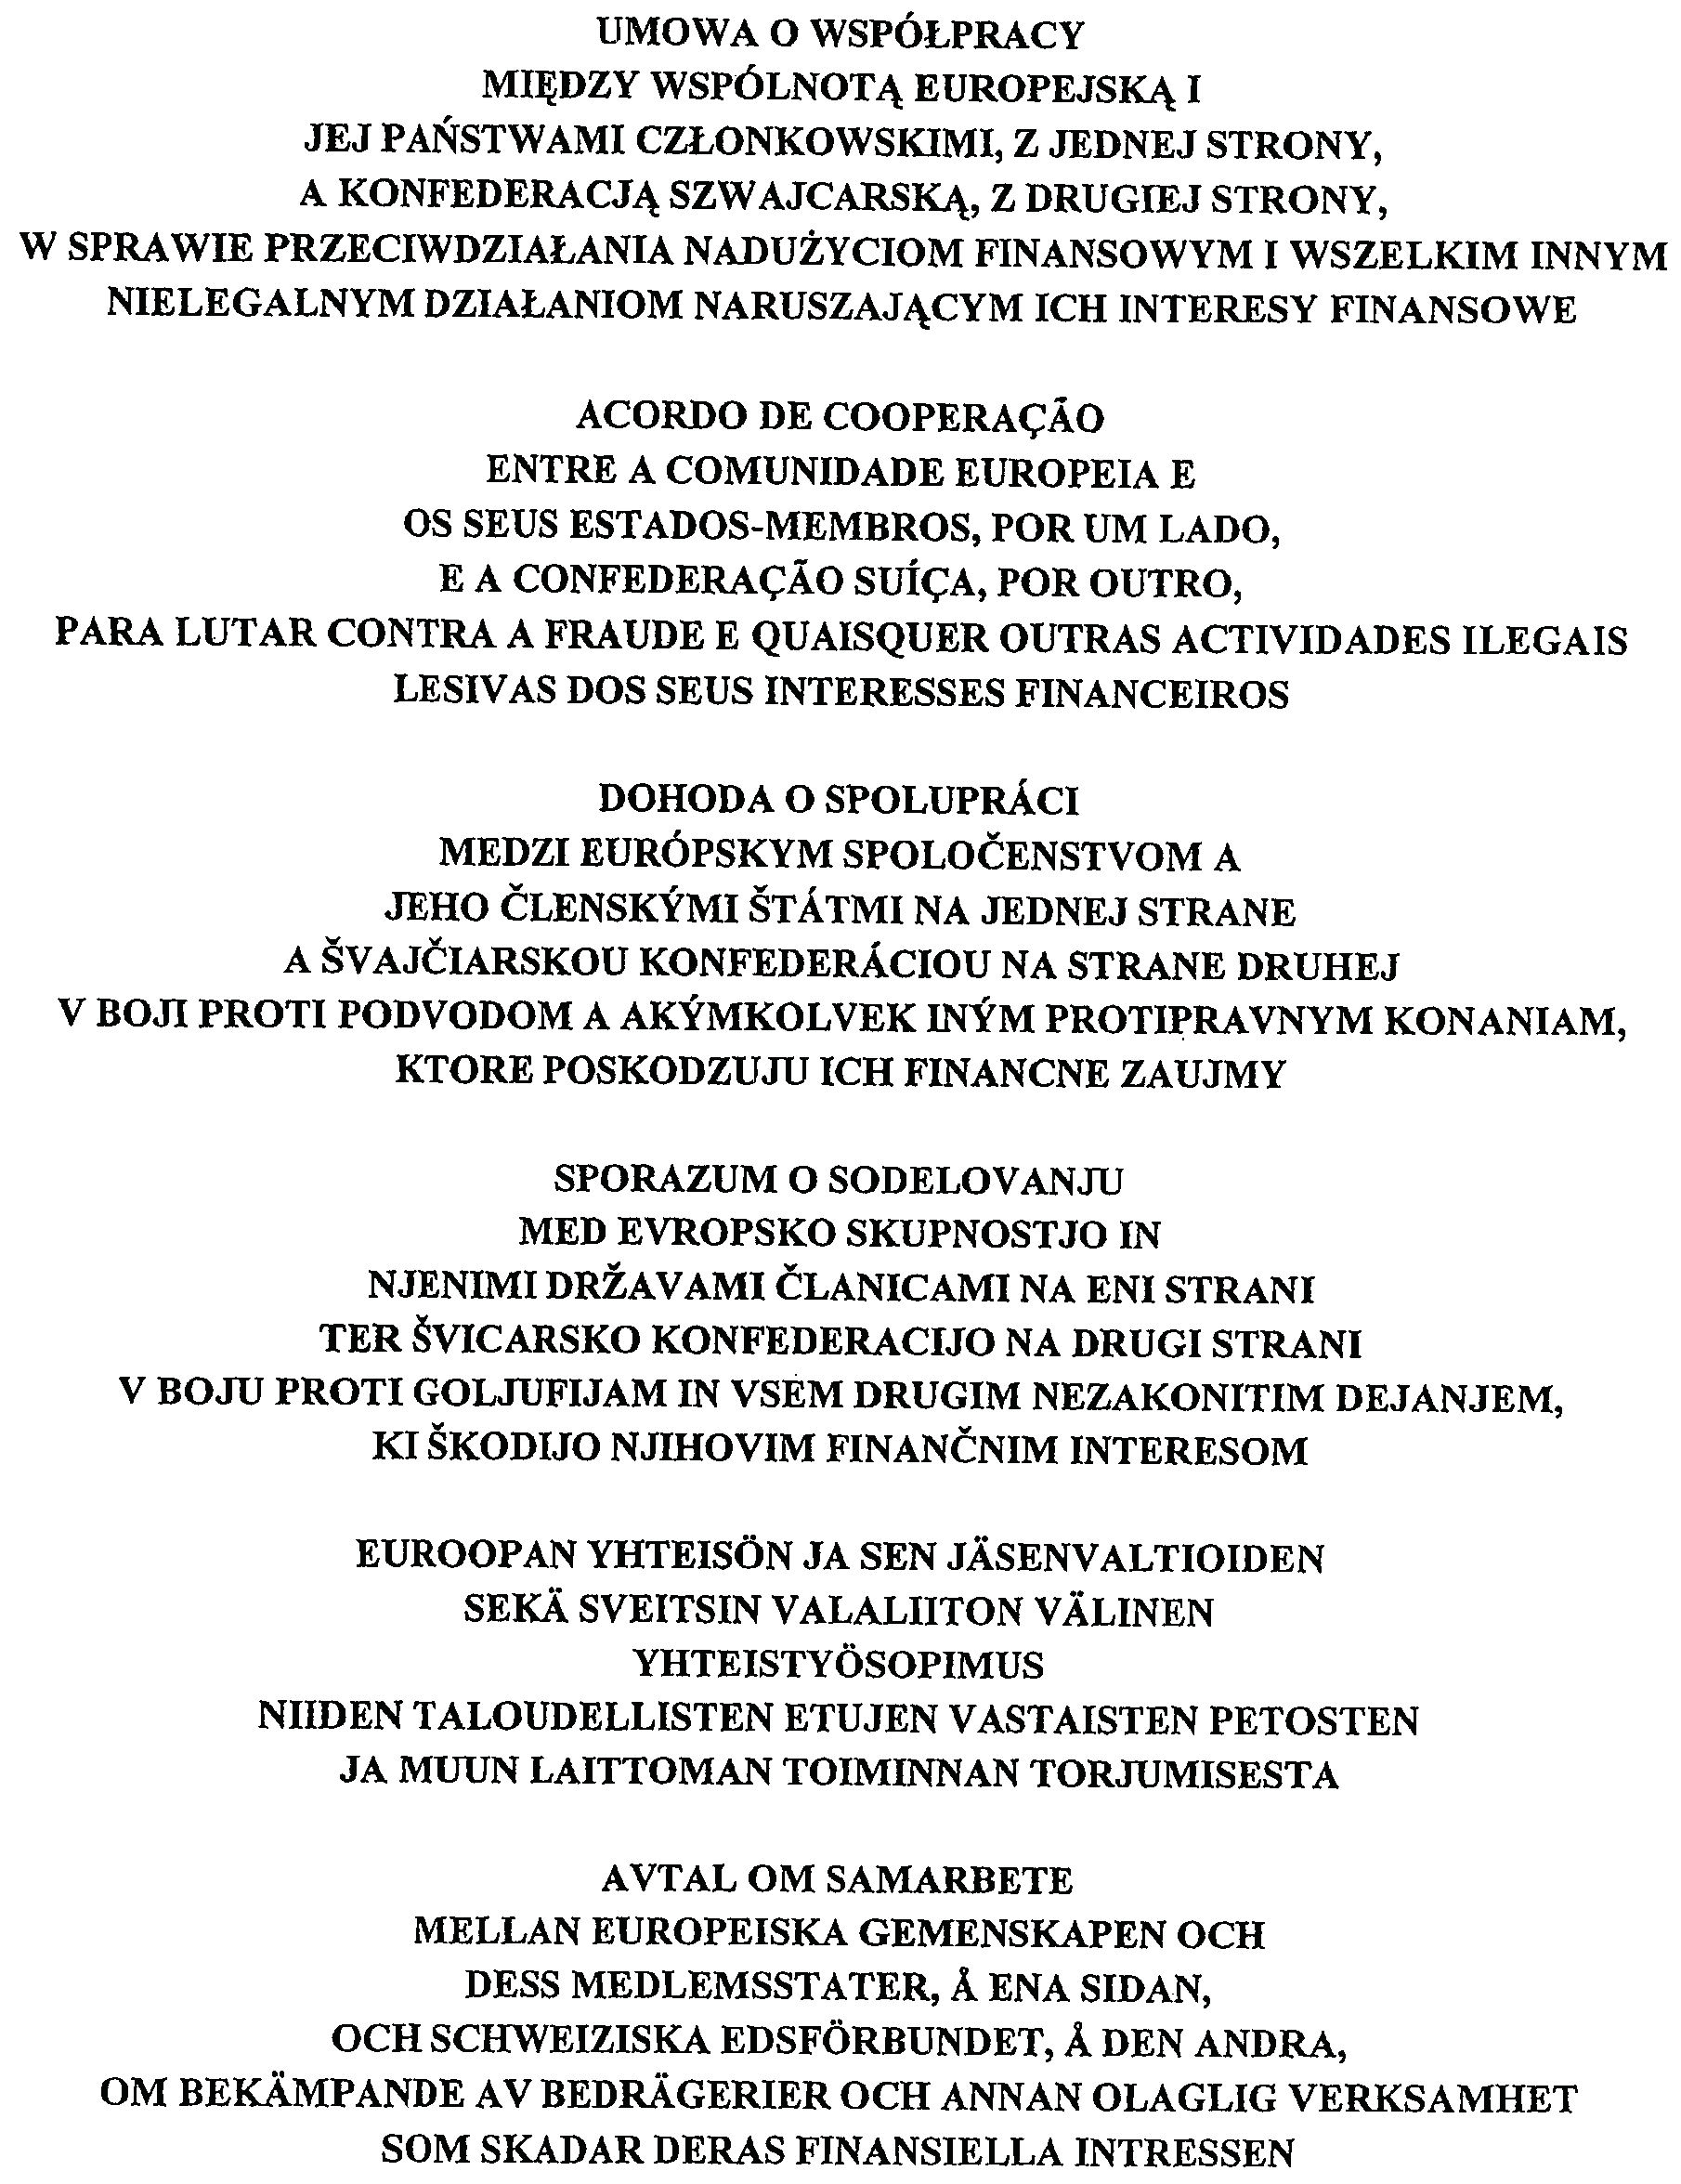 UMOWA O WSPÓŁPRACY
MIĘDZY WSPÓLNOTĄ EUROPEJSKĄ I
JEJ PAŃSTWAMI CZŁONKOWSKIMI, Z JEDNEJ STRONY,
A KONFEDERACJĄ SZWAJCARSKĄ, Z DRUGIEJ STRONY,
W SPRAWIE PRZECIWDZIAŁANIA NADUŻYCIOM FINANSOWYM I WSZELKIM INNYM
NIELEGALNYM DZIAŁANIOM NARUSZAJĄCYM ICH INTERESY FINANSOWE
ACORDO DE COOPERAÇÃO
ENTRE A COMUNIDADE EUROPEIA E
OS SEUS ESTADOS-MEMBROS, POR UM LADO,
E A CONFEDERAÇÃO SUÍÇA, POR OUTRO,
PARA LUTAR CONTRA A FRAUDE E QUAISQUER OUTRAS ACTIVIDADES ILEGAIS
LESIVAS DOS SEUS INTERESSES FINANCEIROS
DOHODA O SPOLUPRÁCI
MEDZI EURÓPSKYM SPOLOČENSTVOM A
JEHO ČLENSKÝMI ŠTÁTMI NA JEDNEJ STRANE
A ŠVAJČIARSKOU KONFEDERÁCIOU NA STRANE DRUHEJ
V BOJI PROTI PODVODOM A AKÝMKOLVEK INÝM PROTIPRAVNYM KONANIAM,
KTORE POSKODZUJU ICH FINANCNE ZAUJMY
SPORAZUM O SODELOVANJU
MED EVROPSKO SKUPNOSTJO IN
NJENIMI DRŽAVAMI ČLANICAMI NA ENI STRANI
TER ŠVICARSKO KONFEDERACIJO NA DRUGI STRANI
V BOJU PROTI GOLJUFIJAM IN VSEM DRUGIM NEZAKONITIM DEJANJEM,
KI ŠKODIJO NJIHOVIM FINANČNIM INTERESOM
EUROOPAN YHTEISÖN JA SEN JÄSENVALTIOIDEN
SEKÄ SVEITSIN VALALIITON VÄLINEN
YHTEISTYÖSOPIMUS
NIIDEN TALOUDELLISTEN ETUJEN VASTAISTEN PETOSTEN
JA MUUN LAITTOMAN TOIMINNAN TORJUMISESTA
AVTAL OM SAMARBETE
MELLAN EUROPEISKA GEMENSKAPEN OCH
DESS MEDLEMSSTATER, Å ENA SIDAN,
OCH SCHWEIZISKA EDSFÖRBUNDET, Å DEN ANDRA,
OM BEKÄMPANDE AV BEDRÄGERIER OCH ANNAN OLAGLIG VERKSAMHET
SOM SKADAR DERAS FINANSIELLA INTRESSEN